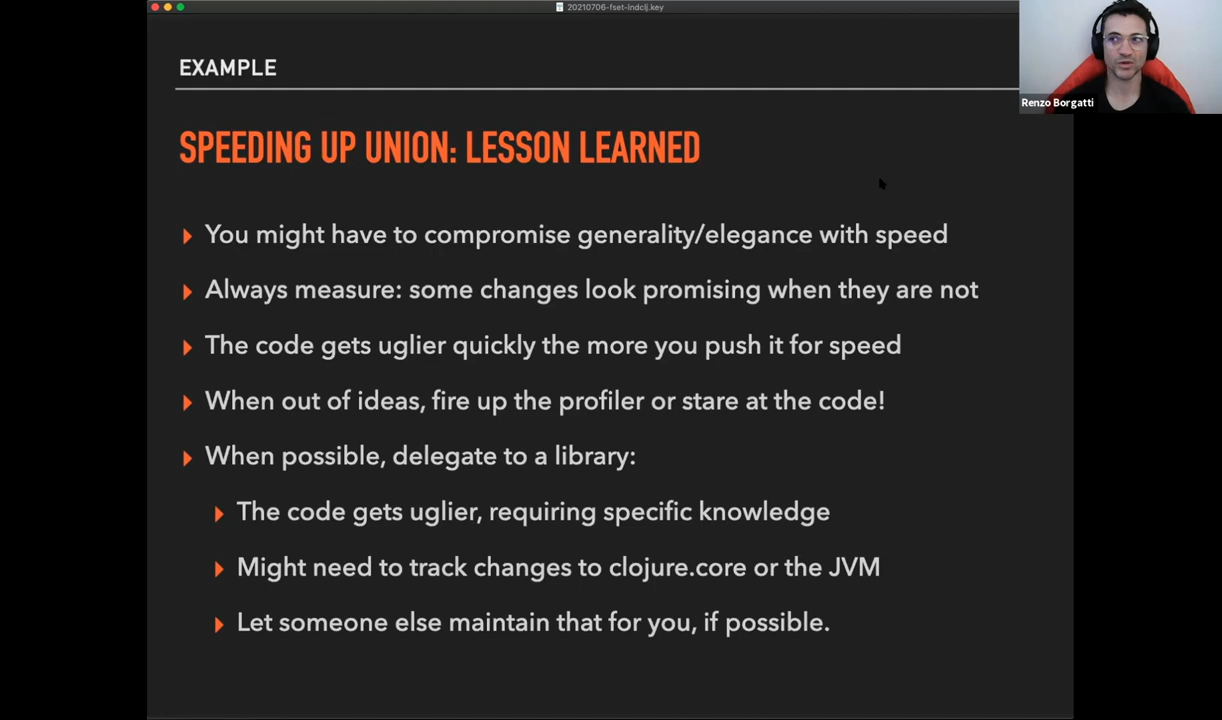 20210706-fset-lndclj.key
EXAMPLE
Renzo Borgatti
SPEEDING UP UNION: LESSON LEARNED
You might have to compromise generality/elegance with speed
Always measure: some changes look promising when they are not
The code gets uglier quickly the more you push it for speed
When out of ideas, fire up the profiler or stare at the code!
When possible, delegate to a library:
The code gets uglier, requiring specific knowledge
Might need to track changes to clojure.core or the JVM
Let someone else maintain that for you, if possible.